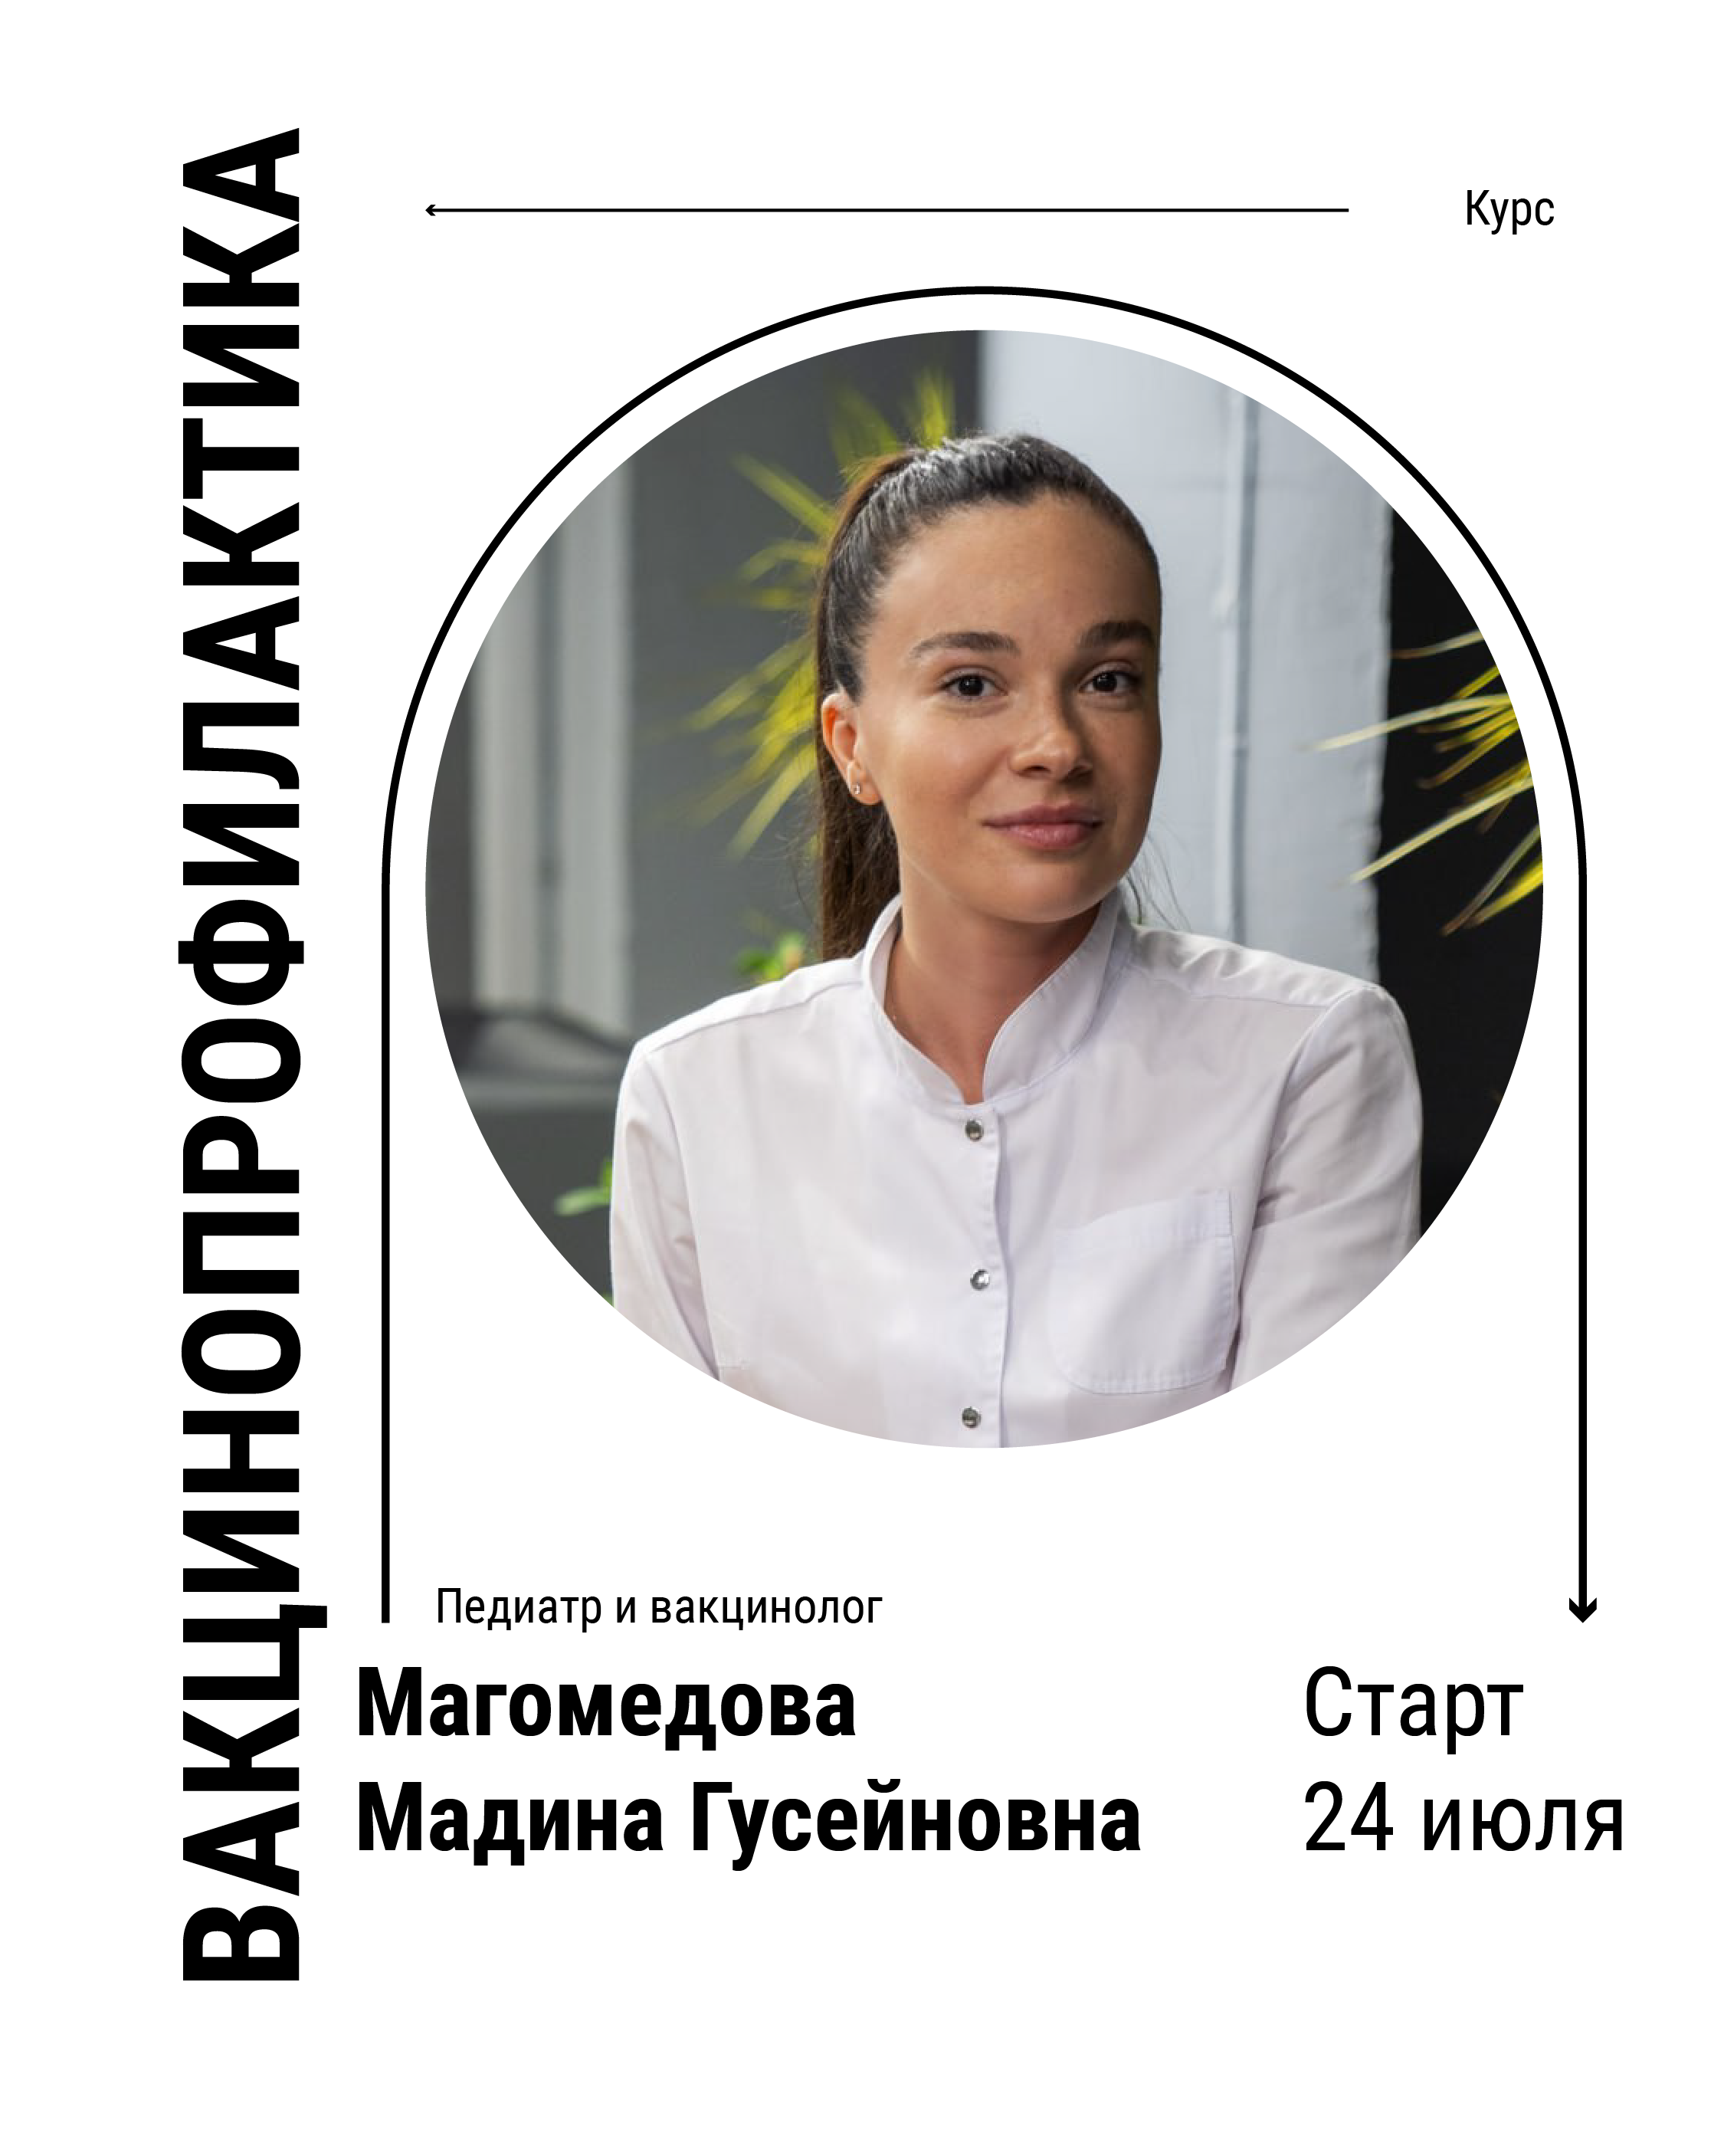 Курс
ВАКЦИНОПРОФИЛАКТИКА
Педиатр и вакцинолог
Магомедова
Мадина Гусейновна
Старт
24 июля